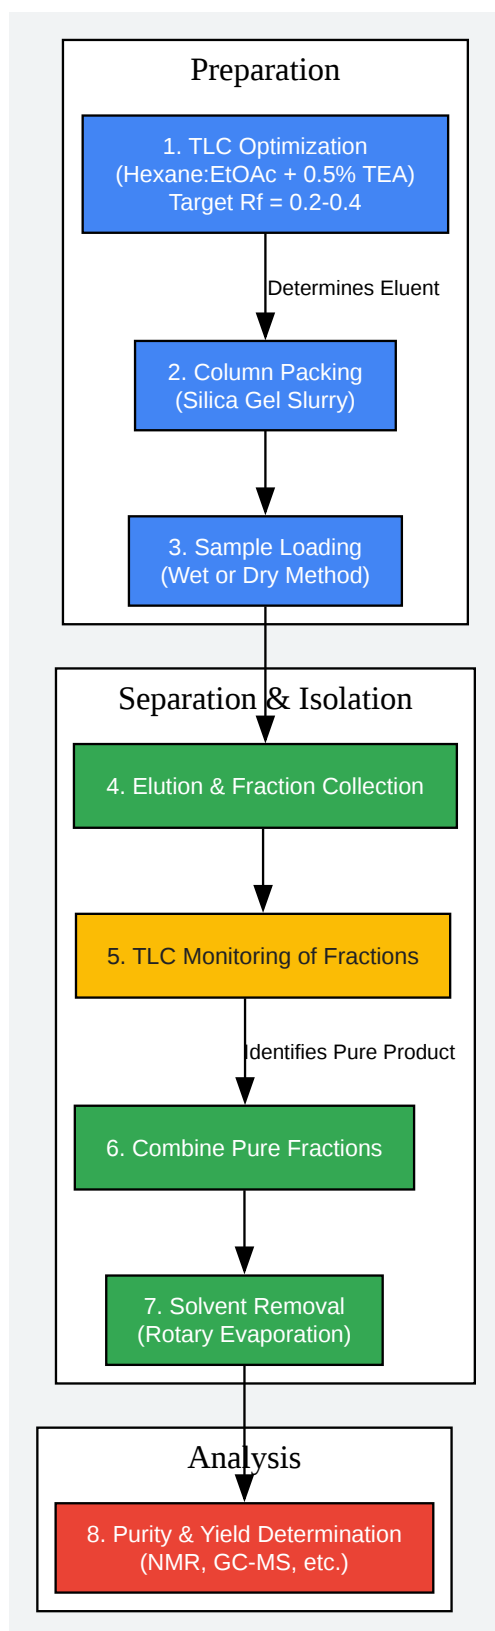 Preparation
1. TLC Optimization
(Hexane:EtOAc + 0.5% TEA)
Target Rf = 0.2-0.4
Determines Eluent
2. Column Packing
(Silica Gel Slurry)
3. Sample Loading
(Wet or Dry Method)
Separation & Isolation
4. Elution & Fraction Collection
5. TLC Monitoring of Fractions
Identifies Pure Product
6. Combine Pure Fractions
7. Solvent Removal
(Rotary Evaporation)
Analysis
8. Purity & Yield Determination
(NMR, GC-MS, etc.)